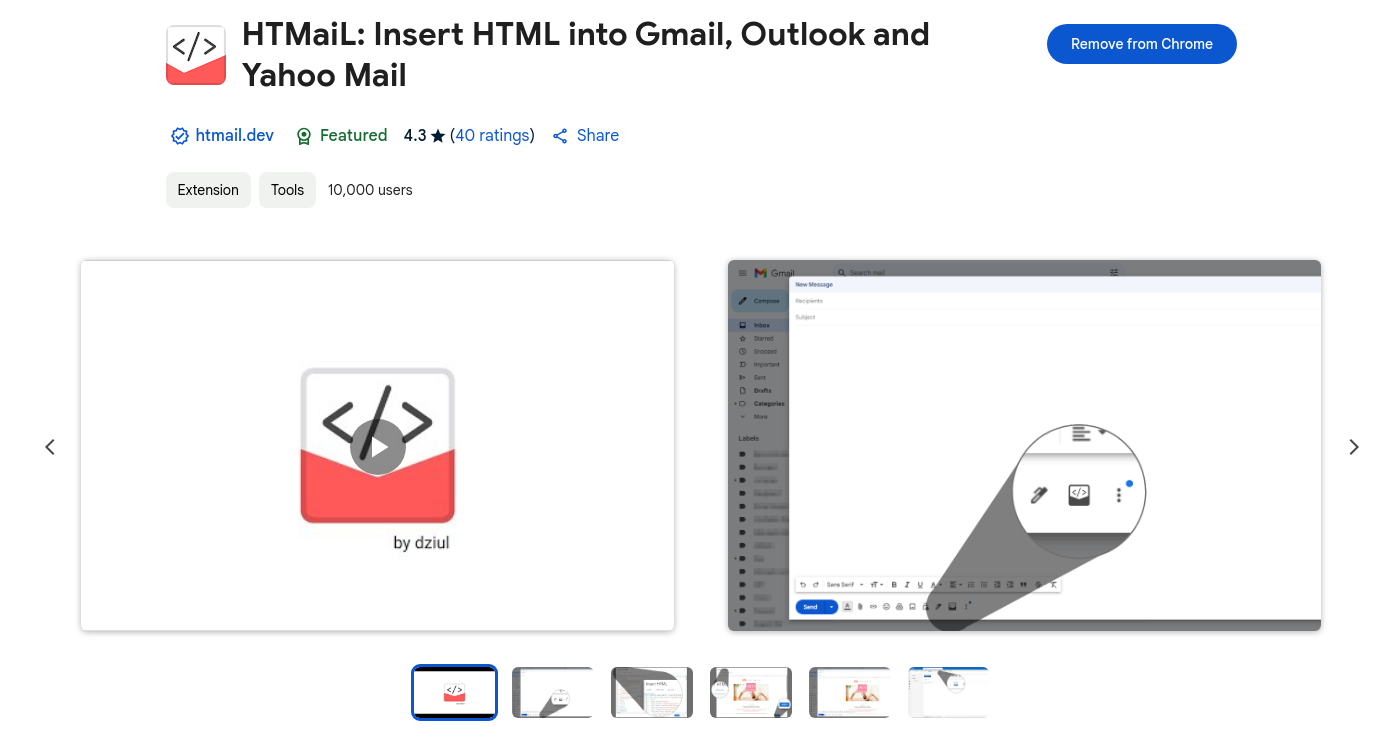 HTMaiL: Insert HTML into Gmail, Outlook and
Yahoo Mail
Remove from Chrome
htmail.dev
Featured
4.3 ★ (40 ratings)
Share
Extension
Tools
10,000 users
by dziul
Gmail
Search mail
New Message
Compose
Recipients
Subject
Inbox
Starred
Snoozed
Important
Sent
Drafts
Categories
More
Labels
Sans Serif
Send
Insert HTML